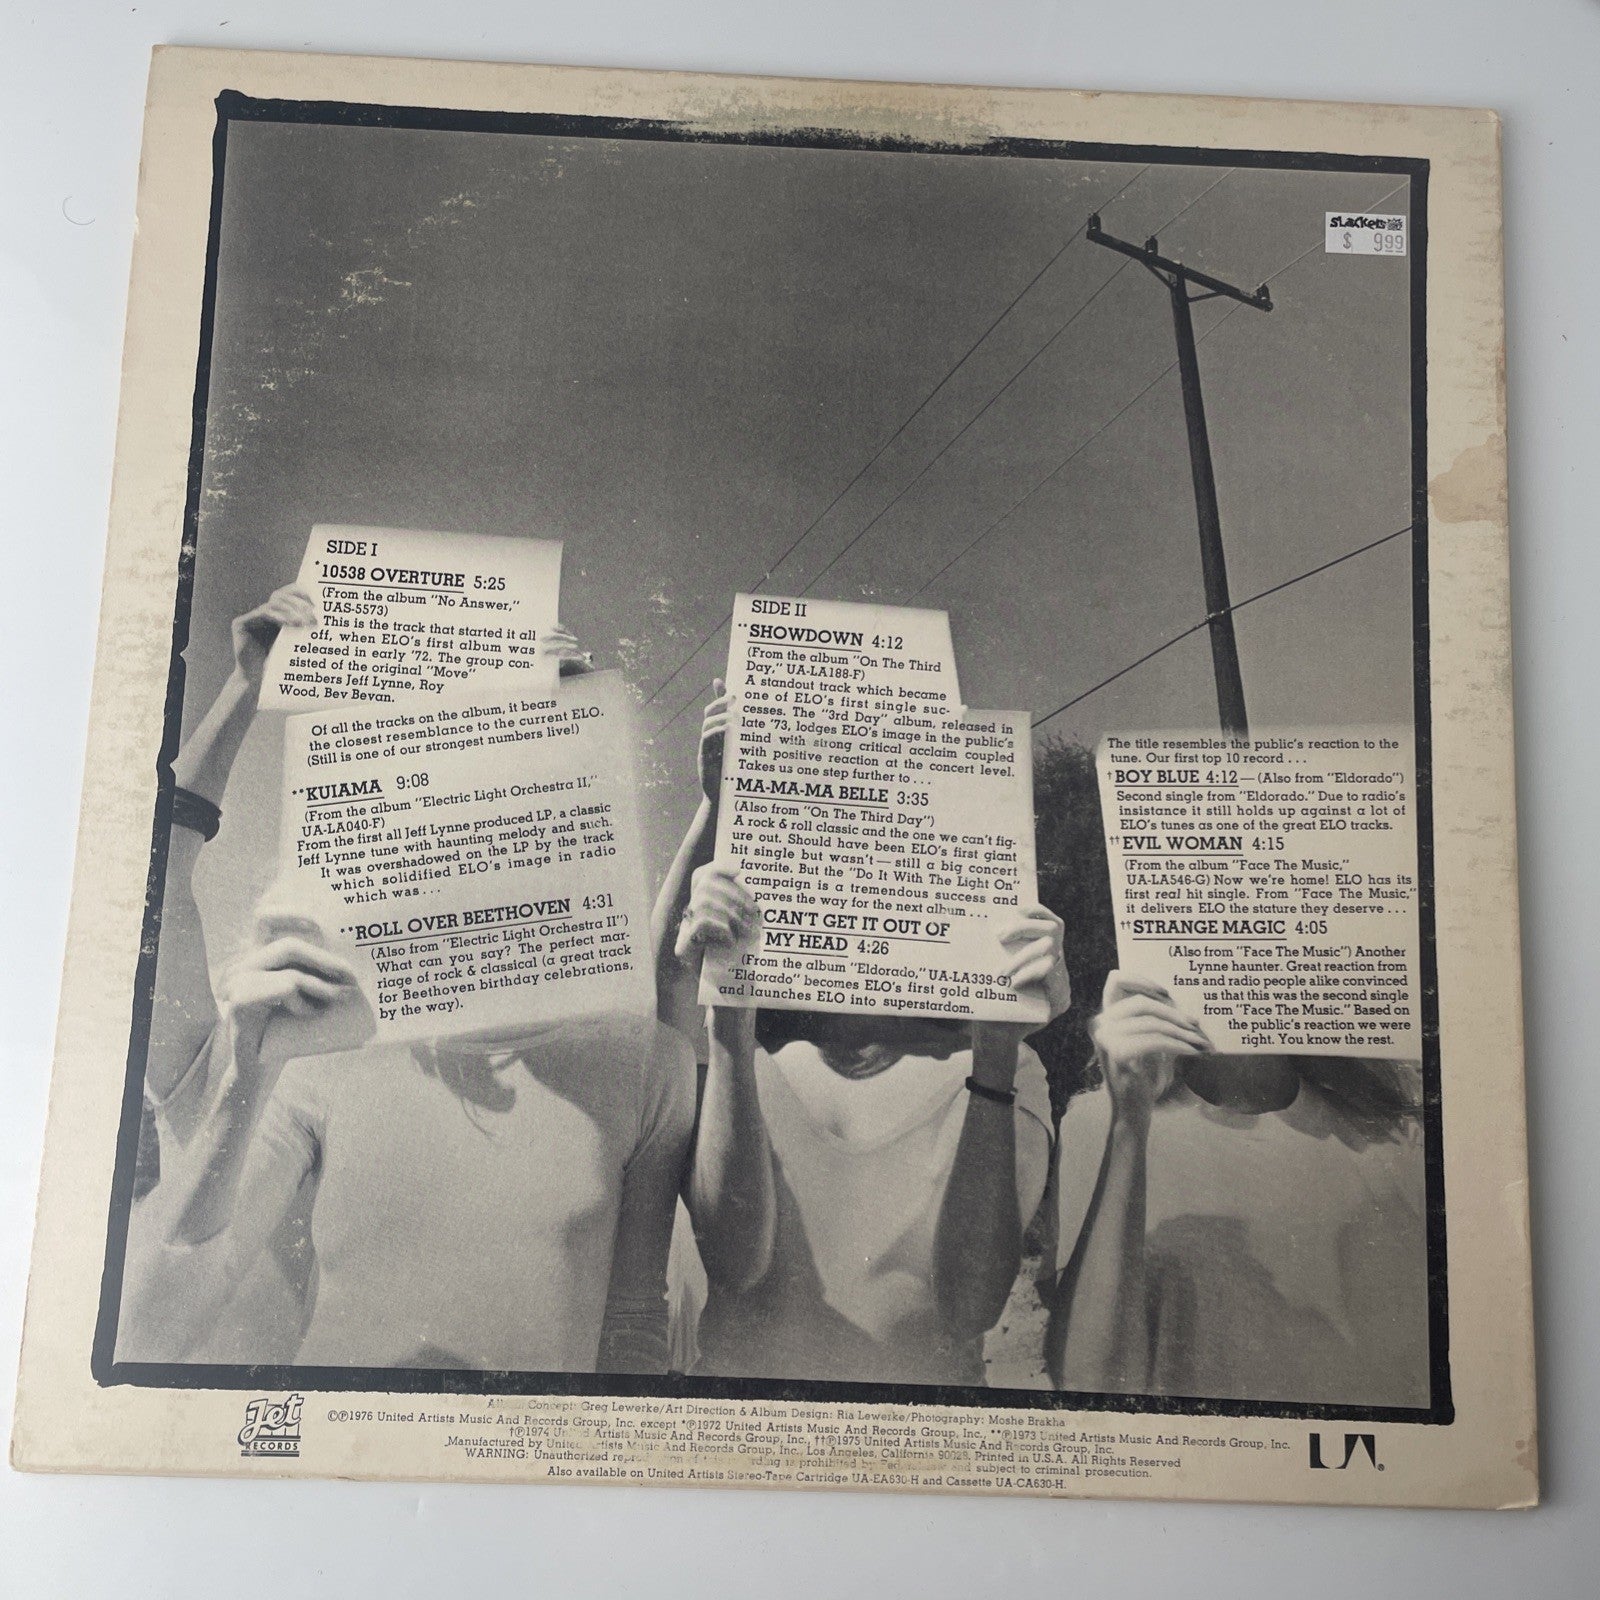 SLACKERS
$ 9.99
SIDE I
*10538 OVERTURE 5:25
(From the album "No Answer,"
UAS-5573)
This is the track that started it all
off, when ELO's first album was
released in early '72. The group con-
sisted of the original "Move"
members Jeff Lynne, Roy
Wood, Bev Bevan.
Of all the tracks on the album, it bears
the closest resemblance to the current ELO.
(Still is one of our strongest numbers live!)
**KUIAMA 9:08
(From the album "Electric Light Orchestra II,"
UA-LA040-F)
From the first all Jeff Lynne produced LP, a classic
Jeff Lynne tune with haunting melody and such.
It was overshadowed on the LP by the track
which solidified ELO's image in radio
which was...
**ROLL OVER BEETHOVEN 4:31
(Also from "Electric Light Orchestra II")
What can you say? The perfect mar-
riage of rock & classical (a great track
for Beethoven birthday celebrations,
by the way).
SIDE II
**SHOWDOWN 4:12
(From the album "On The Third
Day," UA-LA188-F)
A standout track which became
one of ELO's first single suc-
cesses. The "3rd Day" album, released in
late '73, lodges ELO's image in the public's
mind with strong critical acclaim coupled
with positive reaction at the concert level.
Takes us one step further to...
**MA-MA-MA BELLE 3:35
(Also from "On The Third Day")
A rock & roll classic and the one we can't fig-
ure out. Should have been ELO's first giant
hit single but wasn't — still a big concert
favorite. But the "Do It With The Light On"
campaign is a tremendous success and
paves the way for the next album...
†CAN'T GET IT OUT OF
MY HEAD 4:26
(From the album "Eldorado," UA-LA339-G)
"Eldorado" becomes ELO's first gold album
and launches ELO into superstardom.
The title resembles the public's reaction to the
tune. Our first top 10 record...
†BOY BLUE 4:12 — (Also from "Eldorado")
Second single from "Eldorado." Due to radio's
insistance it still holds up against a lot of
ELO's tunes as one of the great ELO tracks.
††EVIL WOMAN 4:15
(From the album "Face The Music,"
UA-LA546-G) Now we're home! ELO has its
first real hit single. From "Face The Music,"
it delivers ELO the stature they deserve...
††STRANGE MAGIC 4:05
(Also from "Face The Music") Another
Lynne haunter. Great reaction from
fans and radio people alike convinced
us that this was the second single
from "Face The Music." Based on
the public's reaction we were
right. You know the rest.
Jet
RECORDS
Concept: Greg Lewerke/Art Direction & Album Design: Ria Lewerke/Photography: Moshe Brakha
©℗1976 United Artists Music And Records Group, Inc. except *℗1972 United Artists Music And Records Group, Inc., **℗1973 United Artists Music And Records Group, Inc.
†℗1974 United Artists Music And Records Group, Inc., ††℗1975 United Artists Music And Records Group, Inc.
Manufactured by United Artists Music And Records Group, Inc., Los Angeles, California 90028. Printed in U.S.A. All Rights Reserved
WARNING: Unauthorized reproduction of this recording is prohibited by Federal and subject to criminal prosecution.
Also available on United Artists Stereo-Tape Cartridge UA-EA630-H and Cassette UA-CA630-H.
UA®